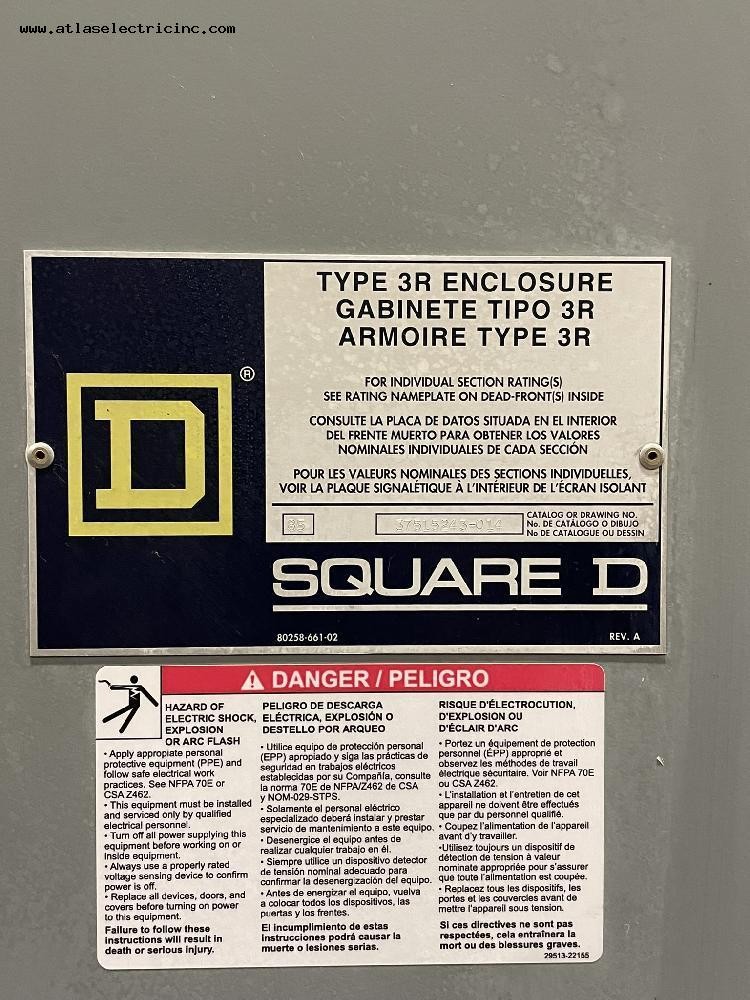 www.atlaselectricinc.com
TYPE 3R ENCLOSURE
GABINETE TIPO 3R
ARMOIRE TYPE 3R
D
®
FOR INDIVIDUAL SECTION RATING(S)
SEE RATING NAMEPLATE ON DEAD-FRONT(S) INSIDE
CONSULTE LA PLACA DE DATOS SITUADA EN EL INTERIOR
DEL FRENTE MUERTO PARA OBTENER LOS VALORES
NOMINALES INDIVIDUALES DE CADA SECCIÓN
POUR LES VALEURS NOMINALES DES SECTIONS INDIVIDUELLES,
VOIR LA PLAQUE SIGNALÉTIQUE À L'INTÉRIEUR DE L'ÉCRAN ISOLANT
37515243-014
CATALOG OR DRAWING NO.
No. DE CATÁLOGO O DIBUJO
No DE CATALOGUE OU DESSIN
SQUARE D
80258-661-02
REV. A
DANGER / PELIGRO
HAZARD OF
ELECTRIC SHOCK,
EXPLOSION
OR ARC FLASH
• Apply appropiate personal
protective equipment (PPE) and
follow safe electrical work
practices. See NFPA 70E or
CSA Z462.
• This equipment must be installed
and serviced only by qualified
electrical personnel.
• Turn off all power supplying this
equipment before working on or
inside equipment.
• Always use a properly rated
voltage sensing device to confirm
power is off.
• Replace all devices, doors, and
covers before turning on power
to this equipment.
Failure to follow these
instructions will result in
death or serious injury.
PELIGRO DE DESCARGA
ELÉCTRICA, EXPLOSIÓN O
DESTELLO POR ARQUEO
• Utilice equipo de protección personal
(EPP) apropiado y siga las prácticas de
seguridad en trabajos eléctricos
establecidas por su Compañía, consulte
la norma 70E de NFPA/Z462 de CSA
y NOM-029-STPS.
• Solamente el personal eléctrico
especializado deberá instalar y prestar
servicio de mantenimiento a este equipo.
• Desenergice el equipo antes de
realizar cualquier trabajo en él.
• Siempre utilice un dispositivo detector
de tensión nominal adecuado para
confirmar la desenergización del equipo.
• Antes de energizar el equipo, vuelva
a colocar todos los dispositivos, las
puertas y los frentes.
El incumplimiento de estas
instrucciones podrá causar la
muerte o lesiones serias.
RISQUE D'ÉLECTROCUTION,
D'EXPLOSION OU
D'ÉCLAIR D'ARC
• Portez un équipement de protection
personnel (ÉPP) approprié et
observez les méthodes de travail
électrique sécuritaire. Voir NFPA 70E
ou CSA Z462.
• L'installation et l'entretien de cet
appareil ne doivent être effectués
que par du personnel qualifié.
• Coupez l'alimentation de l'appareil
avant d'y travailler.
•Utilisez toujours un dispositif de
détection de tension à valeur
nominate appropriée pour s'assurer
que toute l'alimentation est coupée.
• Replacez tous les dispositifs, les
portes et les couvercles avant de
mettre l'appareil sous tension.
Si ces directives ne sont pas
respectées, cela entraînera la
mort ou des blessures graves.
29513-22155